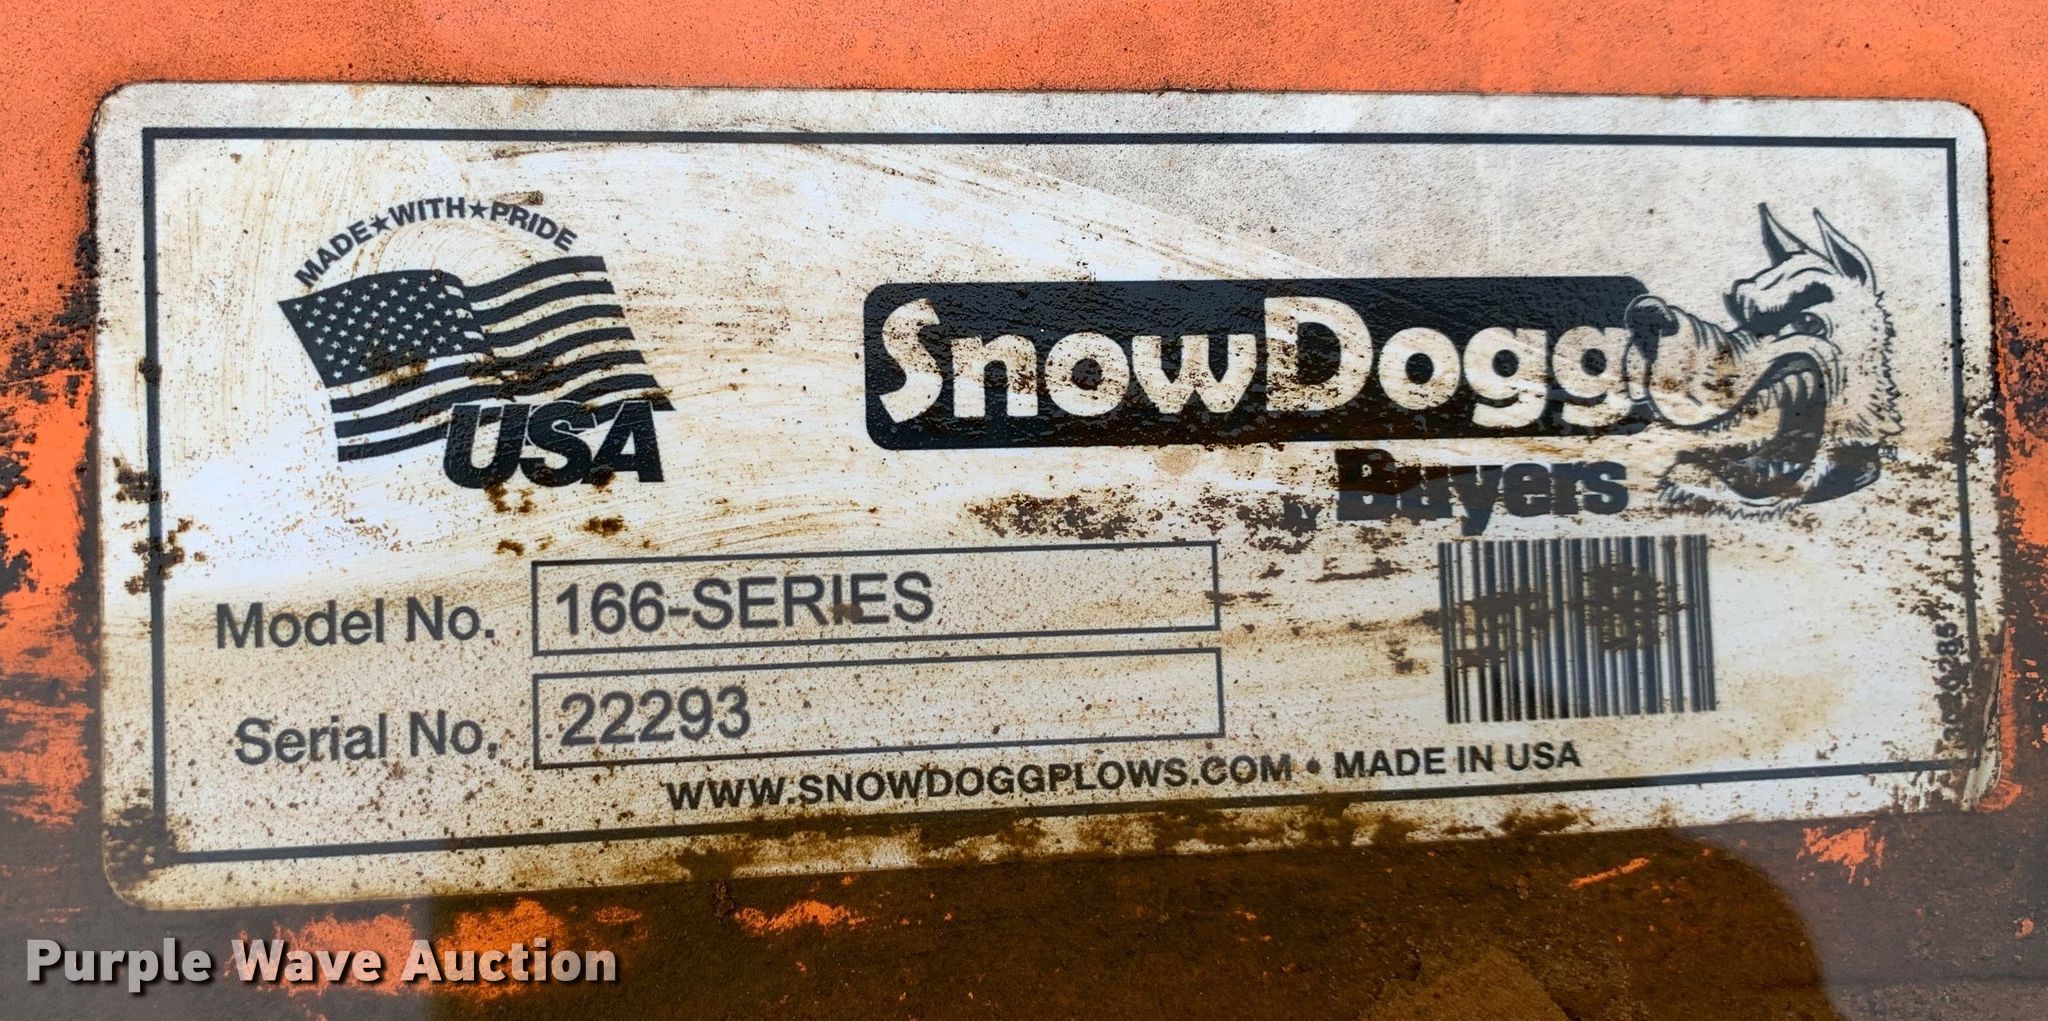 MADE★WITH★PRIDE
USA
SnowDogg
Buyers
Model No. 166-SERIES
Serial No. 22293
WWW.SNOWDOGGPLOWS.COM • MADE IN USA
Purple Wave Auction